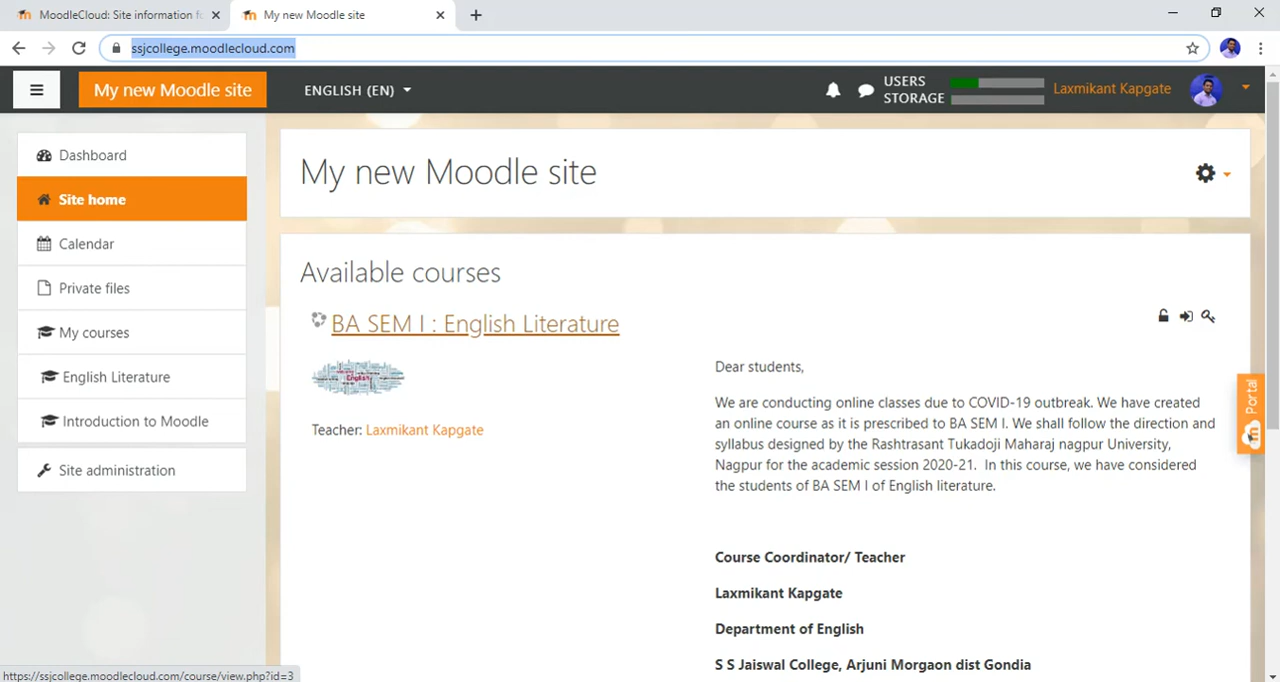 MoodleCloud: Site information f
My new Moodle site
ssjcollege.moodlecloud.com
My new Moodle site
ENGLISH (EN)
USERS
STORAGE
Laxmikant Kapgate
Dashboard
Site home
Calendar
Private files
My courses
English Literature
Introduction to Moodle
Site administration
My new Moodle site
Available courses
BA SEM I : English Literature
English
Teacher: Laxmikant Kapgate
Dear students,
We are conducting online classes due to COVID-19 outbreak. We have created
an online course as it is prescribed to BA SEM I. We shall follow the direction and
syllabus designed by the Rashtrasant Tukadoji Maharaj nagpur University,
Nagpur for the academic session 2020-21. In this course, we have considered
the students of BA SEM I of English literature.
Course Coordinator/ Teacher
Laxmikant Kapgate
Department of English
S S Jaiswal College, Arjuni Morgaon dist Gondia
Portal
https://ssjcollege.moodlecloud.com/course/view.php?id=3